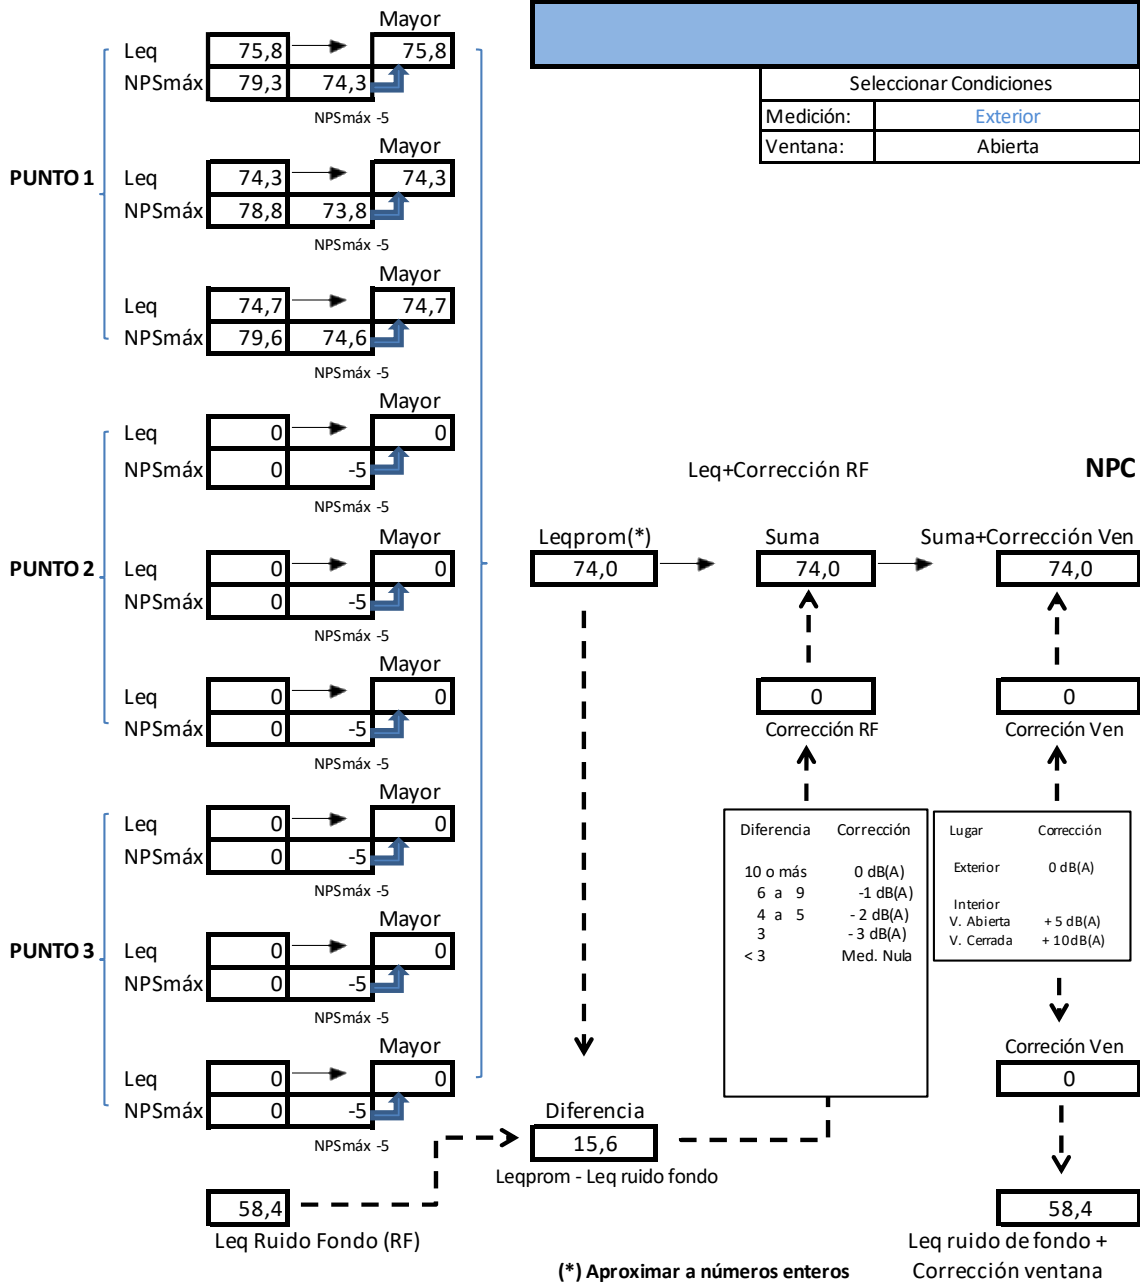 Mayor
Leq 75,8 75,8
NPSmáx 79,3 74,3
NPSmáx -5
Seleccionar Condiciones
Medición: Exterior
Ventana: Abierta
PUNTO 1
Leq 74,3 74,3
NPSmáx 78,8 73,8
NPSmáx -5
Mayor
Leq 74,7 74,7
NPSmáx 79,6 74,6
NPSmáx -5
Mayor
Leq 0 0
NPSmáx 0 -5
NPSmáx -5
PUNTO 2
Mayor
Leq 0 0
NPSmáx 0 -5
NPSmáx -5
Mayor
Leq 0 0
NPSmáx 0 -5
NPSmáx -5
PUNTO 3
Mayor
Leq 0 0
NPSmáx 0 -5
NPSmáx -5
Mayor
Leq 0 0
NPSmáx 0 -5
NPSmáx -5
Mayor
Leq 0 0
NPSmáx 0 -5
NPSmáx -5
58,4
Leq Ruido Fondo (RF)
Leq+Corrección RF
NPC
Leqprom(*)
74,0
Suma
74,0
Suma+Corrección Ven
74,0
0
Corrección RF
0
Correción Ven
Diferencia Corrección
10 o más 0 dB(A)
6 a 9 -1 dB(A)
4 a 5 - 2 dB(A)
3 - 3 dB(A)
< 3 Med. Nula
Lugar Corrección
Exterior 0 dB(A)
Interior
V. Abierta + 5 dB(A)
V. Cerrada + 10dB(A)
Diferencia
15,6
Leqprom - Leq ruido fondo
Correción Ven
0
58,4
Leq ruido de fondo +
Corrección ventana
(*) Aproximar a números enteros